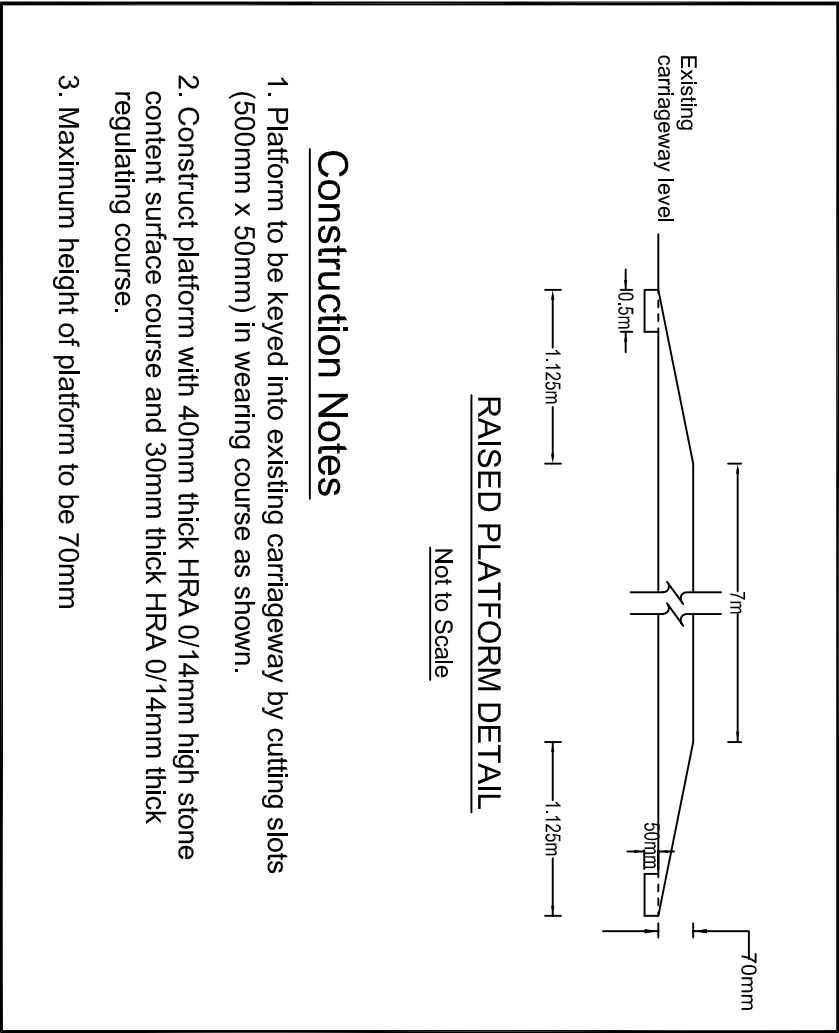 70mm
7m
Existing
carriageway level
50mm
0.5m
1.125m
1.125m
RAISED PLATFORM DETAIL
Not to Scale
Construction Notes
1. Platform to be keyed into existing carriageway by cutting slots
(500mm x 50mm) in wearing course as shown.
2. Construct platform with 40mm thick HRA 0/14mm high stone
content surface course and 30mm thick HRA 0/14mm thick
regulating course.
3. Maximum height of platform to be 70mm